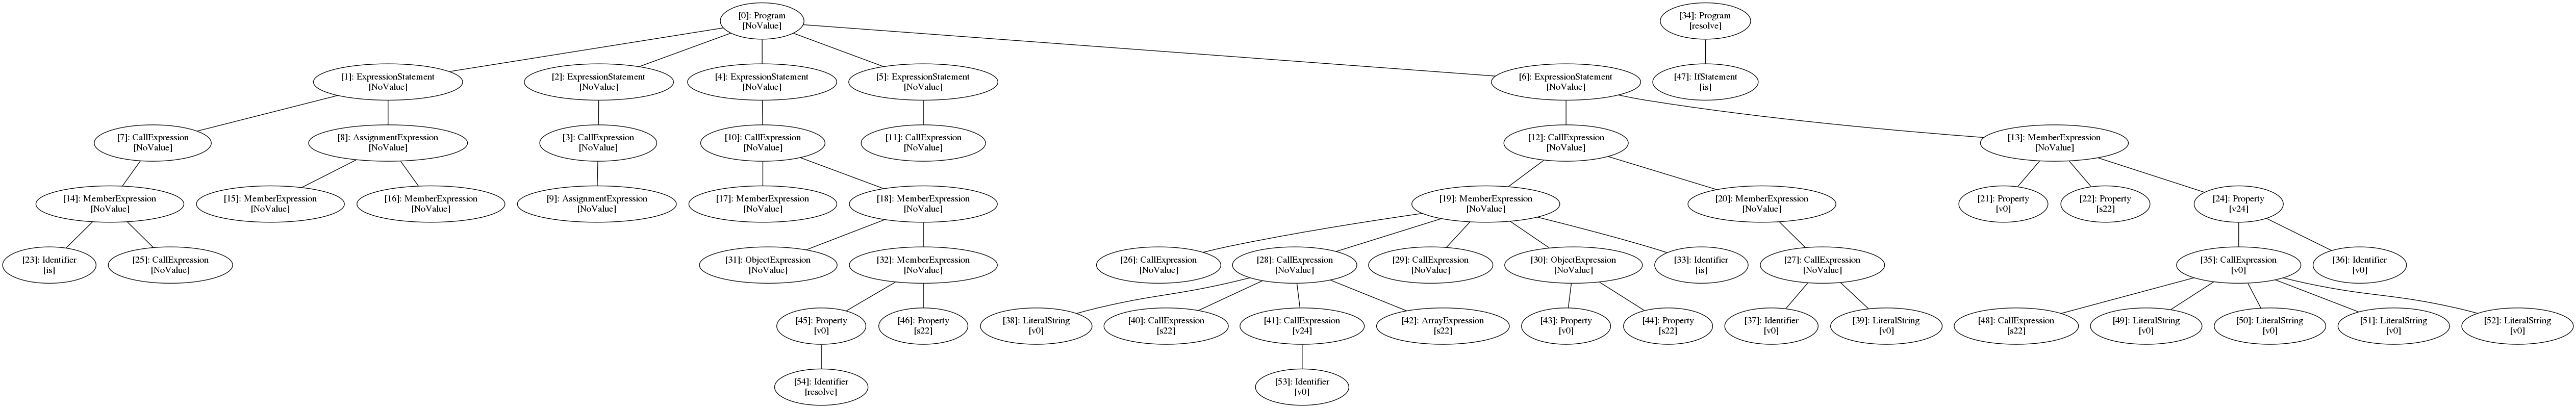 [0]: Program
[NoValue]
[34]: Program
[resolve]
[1]: ExpressionStatement
[NoValue]
[2]: ExpressionStatement
[NoValue]
[4]: ExpressionStatement
[NoValue]
[5]: ExpressionStatement
[NoValue]
[6]: ExpressionStatement
[NoValue]
[47]: IfStatement
[is]
[7]: CallExpression
[NoValue]
[8]: AssignmentExpression
[NoValue]
[3]: CallExpression
[NoValue]
[10]: CallExpression
[NoValue]
[11]: CallExpression
[NoValue]
[12]: CallExpression
[NoValue]
[13]: MemberExpression
[NoValue]
[14]: MemberExpression
[NoValue]
[15]: MemberExpression
[NoValue]
[16]: MemberExpression
[NoValue]
[9]: AssignmentExpression
[NoValue]
[17]: MemberExpression
[NoValue]
[18]: MemberExpression
[NoValue]
[19]: MemberExpression
[NoValue]
[20]: MemberExpression
[NoValue]
[21]: Property
[v0]
[22]: Property
[s22]
[24]: Property
[v24]
[23]: Identifier
[is]
[25]: CallExpression
[NoValue]
[31]: ObjectExpression
[NoValue]
[32]: MemberExpression
[NoValue]
[26]: CallExpression
[NoValue]
[28]: CallExpression
[NoValue]
[29]: CallExpression
[NoValue]
[30]: ObjectExpression
[NoValue]
[33]: Identifier
[is]
[27]: CallExpression
[NoValue]
[35]: CallExpression
[v0]
[36]: Identifier
[v0]
[45]: Property
[v0]
[46]: Property
[s22]
[38]: LiteralString
[v0]
[40]: CallExpression
[s22]
[41]: CallExpression
[v24]
[42]: ArrayExpression
[s22]
[43]: Property
[v0]
[44]: Property
[s22]
[37]: Identifier
[v0]
[39]: LiteralString
[v0]
[48]: CallExpression
[s22]
[49]: LiteralString
[v0]
[50]: LiteralString
[v0]
[51]: LiteralString
[v0]
[52]: LiteralString
[v0]
[54]: Identifier
[resolve]
[53]: Identifier
[v0]